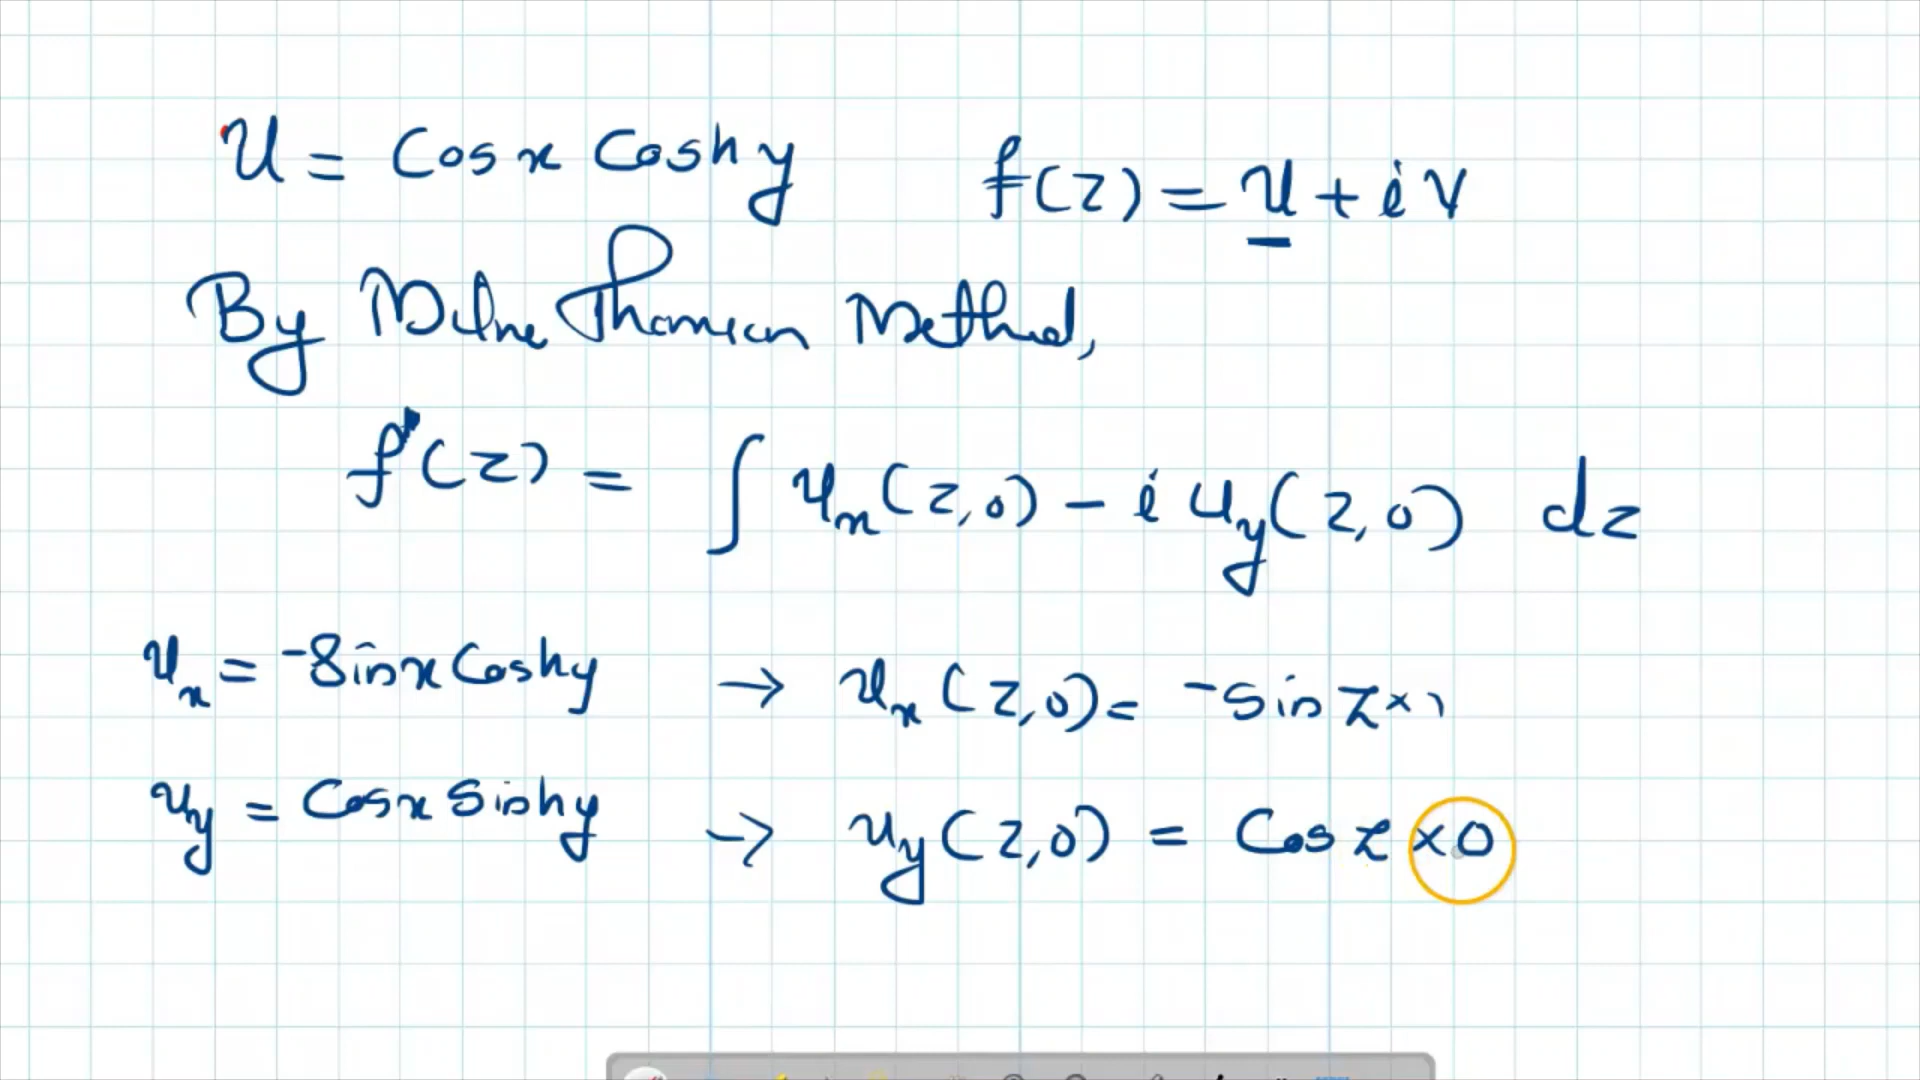 u = Cos x Cosh y f(z) = u + i v
By Milne Thomson Method,
f'(z) = ∫ u_x(z,0) - i u_y(z,0) dz
u_x = -Sin x Cosh y → u_x (z,0) = -sin z × 1
u_y = Cos x Sinh y → u_y (z,0) = Cos z × 0